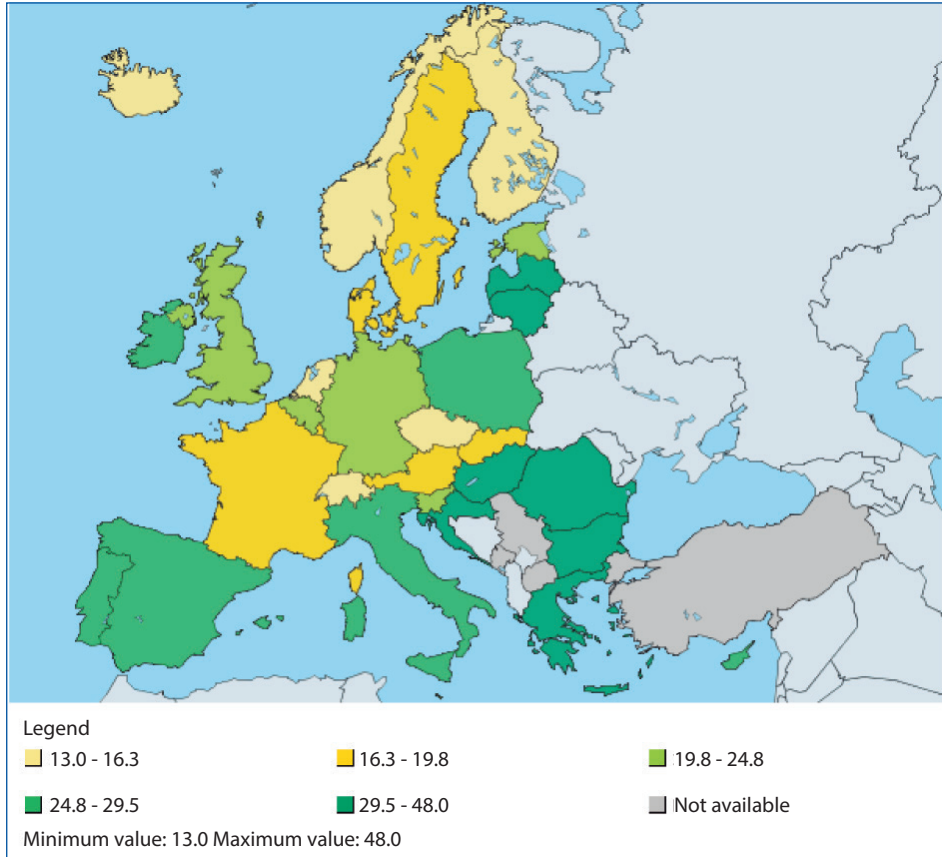 Legend
13.0 - 16.3
16.3 - 19.8
19.8 - 24.8
24.8 - 29.5
29.5 - 48.0
Not available
Minimum value: 13.0 Maximum value: 48.0